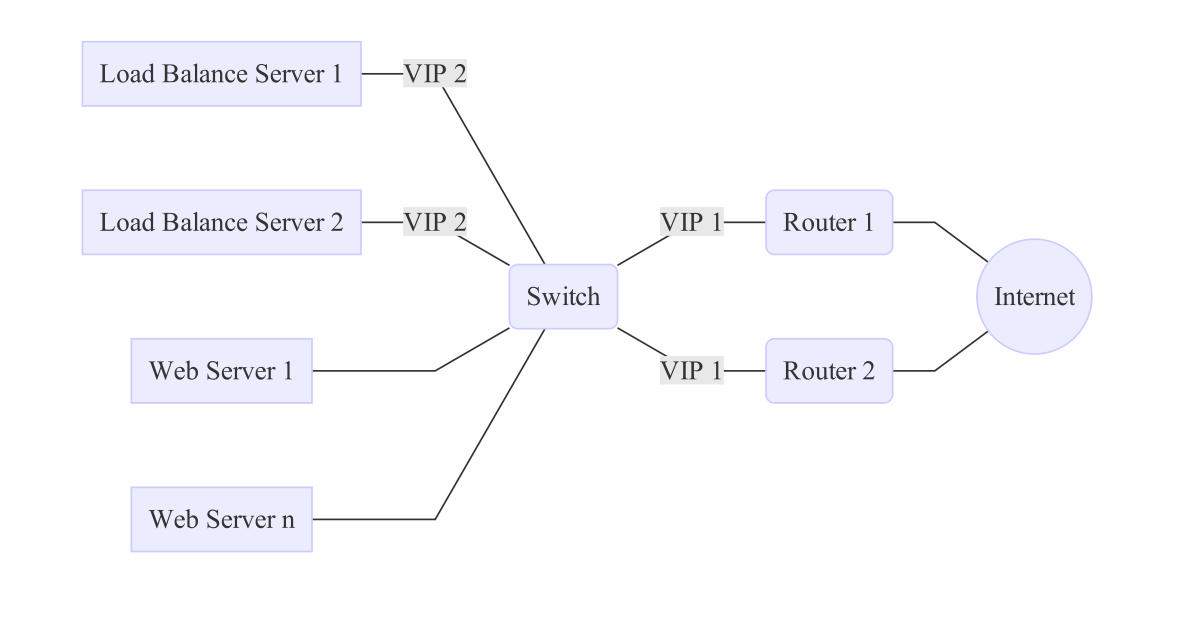 Load Balance Server 1
VIP 2
Load Balance Server 2
VIP 2
VIP 1
Router 1
Switch
Internet
Web Server 1
VIP 1
Router 2
Web Server n